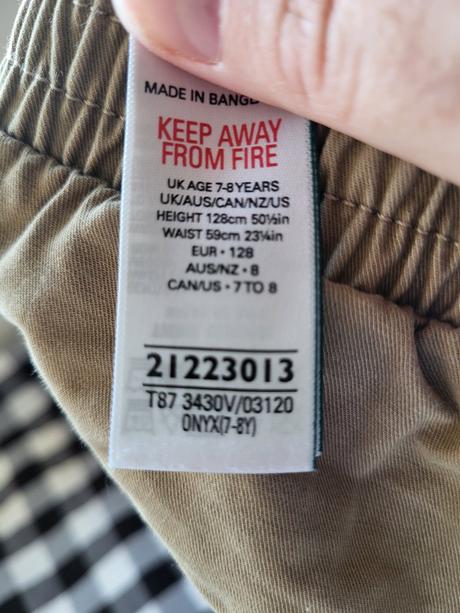 MADE IN
KEEP AWAY
FROM FIRE
UK AGE 7-8 YEARS
UK/AUS/CAN/NZ/US
HEIGHT 128cm 50½in
WAIST 59cm 23¼in
EUR • 128
AUS/NZ • 8
CAN/US • 7 TO 8
21223013
T87 3430V/03120
ONYX(7-8Y)